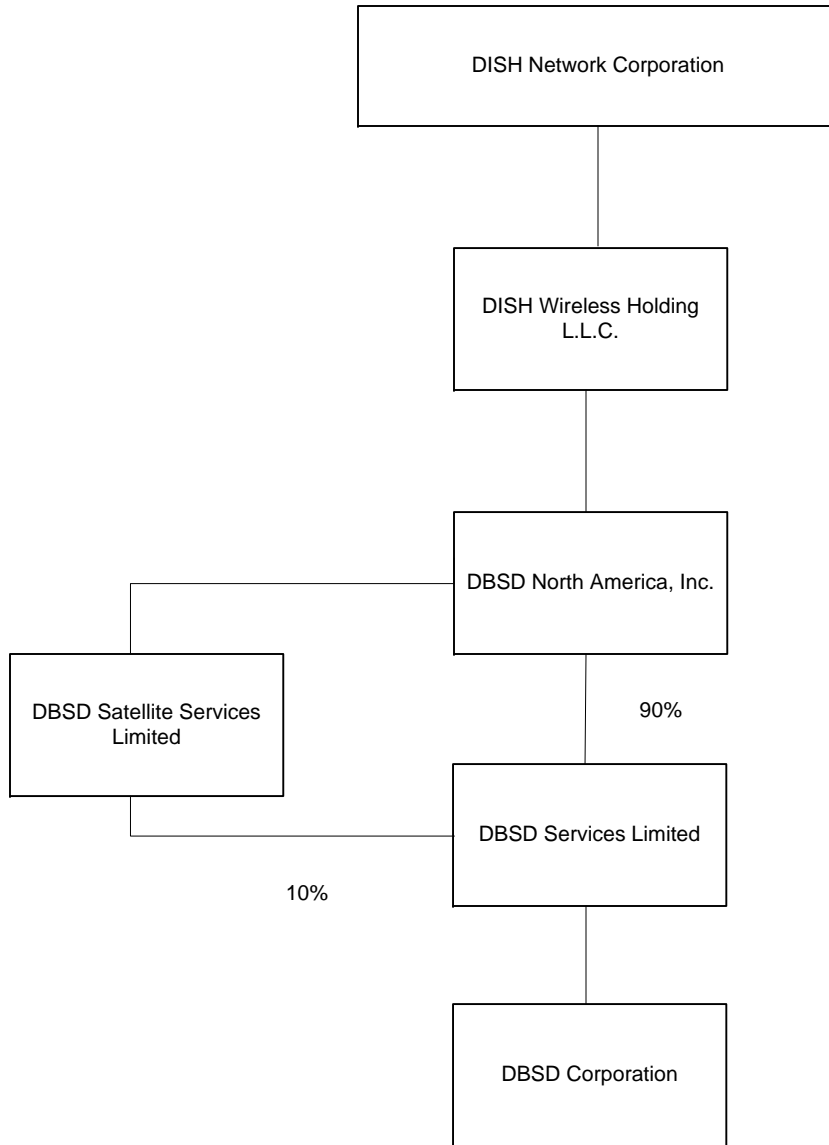 DISH Network Corporation
DISH Wireless Holding
L.L.C.
DBSD North America, Inc.
DBSD Satellite Services
Limited
90%
DBSD Services Limited
10%
DBSD Corporation